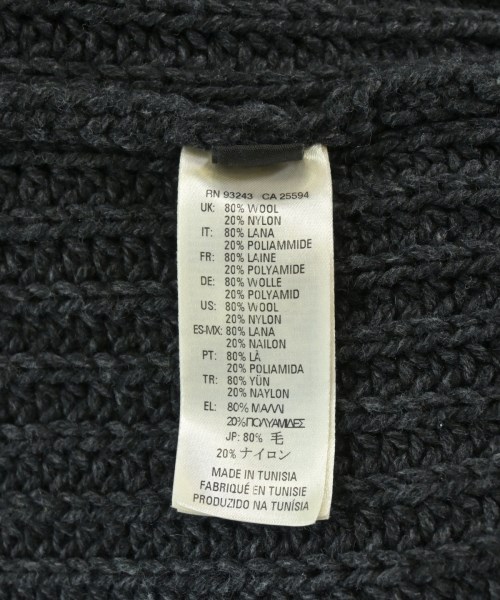 RN 93243 CA 25594
UK: 80% WOOL
20% NYLON
IT: 80% LANA
20% POLIAMMIDE
FR: 80% LAINE
20% POLYAMIDE
DE: 80% WOLLE
20% POLYAMID
US: 80% WOOL
20% NYLON
ES-MX: 80% LANA
20% NAILON
PT: 80% LÃ
20% POLIAMIDA
TR: 80% YÜN
20% NAYLON
EL: 80% ΜΑΛΛΙ
20% ΠΟΛΥΑΜΙΔΕΣ
JP: 80% 毛
20% ナイロン
MADE IN TUNISIA
FABRIQUÉ EN TUNISIE
PRODUZIDO NA TUNÍSIA